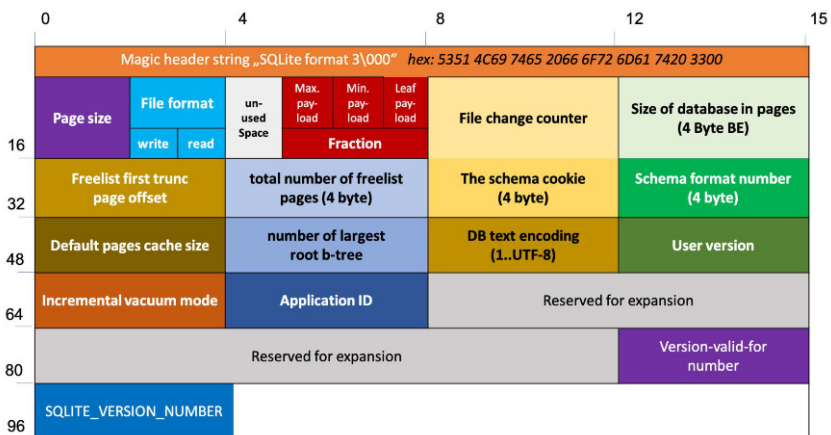 0 4 8 12 15
Magic header string „SQLite format 3\000“ hex: 5351 4C69 7465 2066 6F72 6D61 7420 3300
Page size
File format
write read
un-
used
Space
Max.
pay-
load
Min.
pay-
load
Leaf
pay-
load
Fraction
File change counter
Size of database in pages
(4 Byte BE)
16
Freelist first trunc
page offset
total number of freelist
pages (4 byte)
The schema cookie
(4 byte)
Schema format number
(4 byte)
32
Default pages cache size
number of largest
root b-tree
DB text encoding
(1..UTF-8)
User version
48
Incremental vacuum mode
Application ID
Reserved for expansion
64
Reserved for expansion
Version-valid-for
number
80
SQLITE_VERSION_NUMBER
96